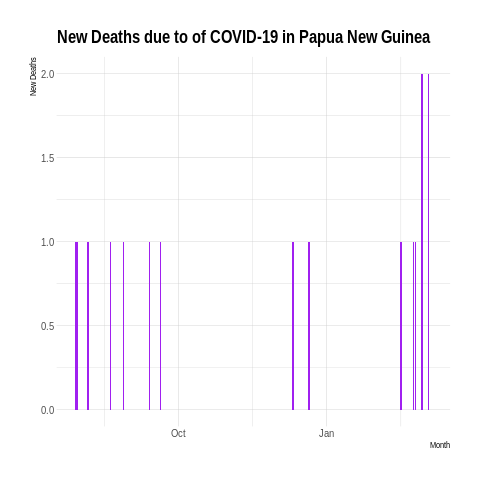 New Deaths due to of COVID-19 in Papua New Guinea
New Deaths
2.0
1.5
1.0
0.5
0.0
Oct
Jan
Month